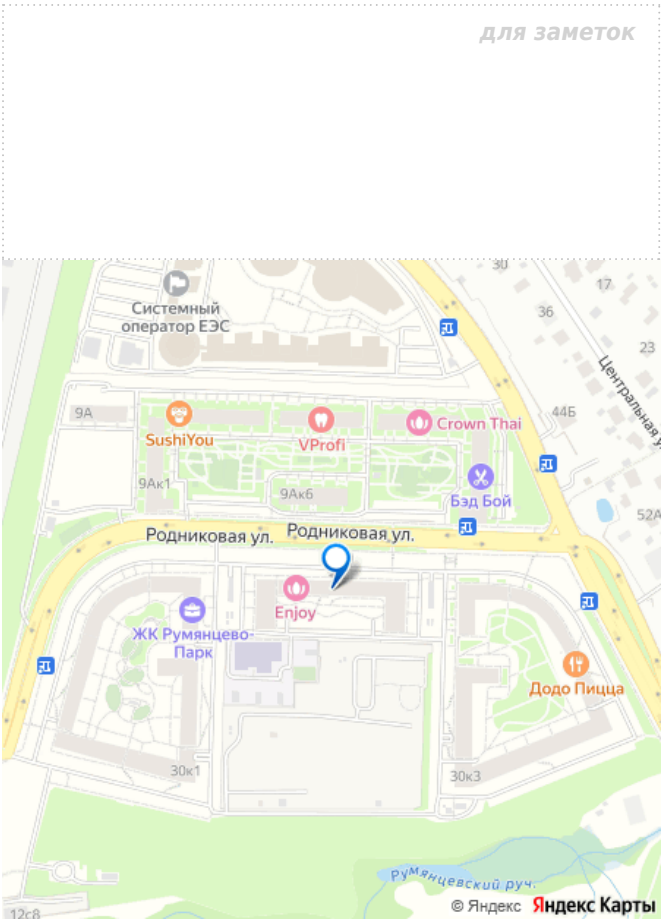 для заметок
30
17
Системный
оператор ЕЭС
36
23
Центральная у
9А
SushiYou
VProfi
Crown Thai
44Б
9Ак1
9Ак6
Бэд Бой
52А
Родниковая ул.
Родниковая ул.
Enjoy
ЖК Румянцево-
Парк
Додо Пицца
30к1
30к3
Румянцевский руч.
12с8
© Яндекс Яндекс Карты